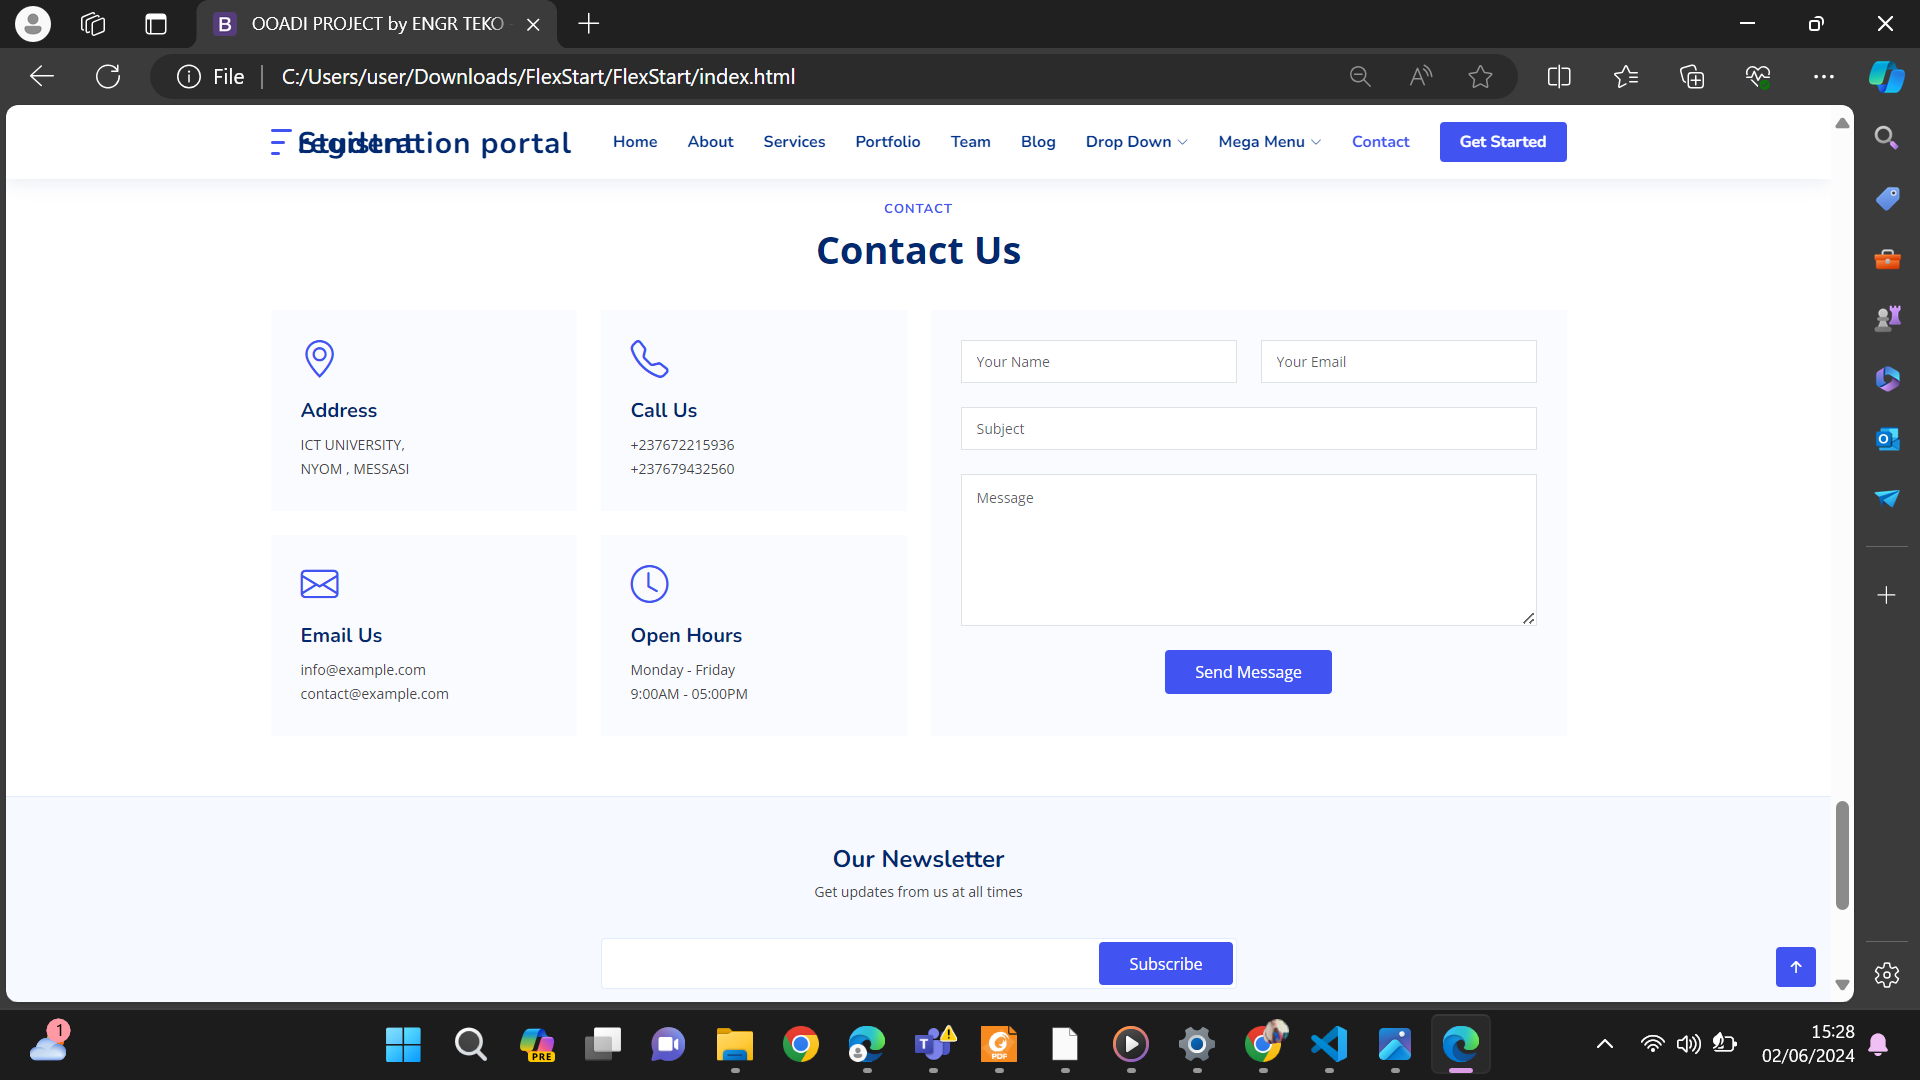 OOADI PROJECT by ENGR TEKO
File
C:/Users/user/Downloads/FlexStart/FlexStart/index.html
Student
registration portal
Home
About
Services
Portfolio
Team
Blog
Drop Down
Mega Menu
Contact
Get Started
CONTACT
Contact Us
Address
ICT UNIVERSITY,
NYOM , MESSASI
Call Us
+237672215936
+237679432560
Email Us
info@example.com
contact@example.com
Open Hours
Monday - Friday
9:00AM - 05:00PM
Your Name
Your Email
Subject
Message
Send Message
Our Newsletter
Get updates from us at all times
Subscribe
1
PRE
PDF
15:28
02/06/2024